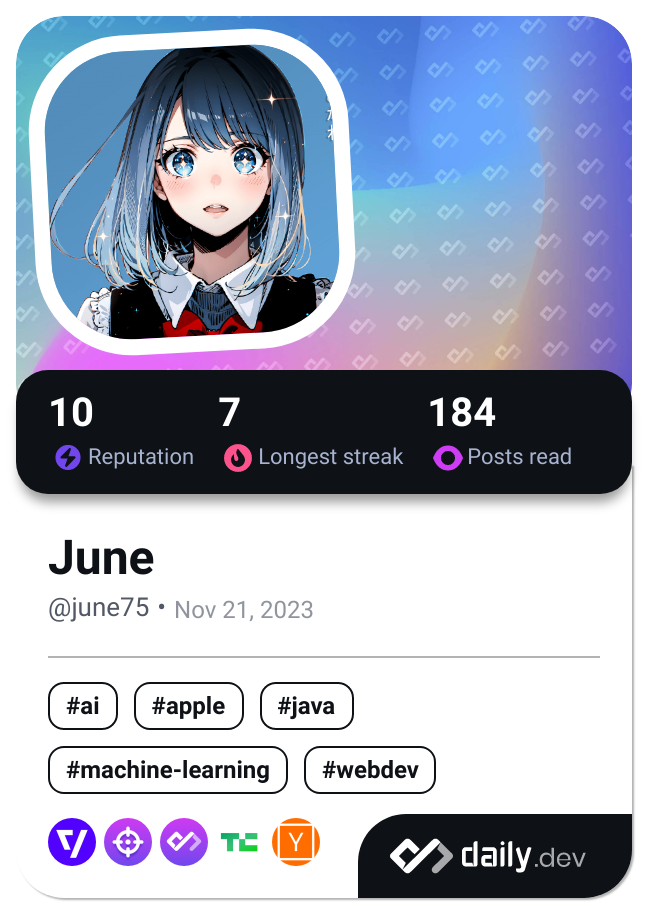 10 7 184
Reputation Longest streak Posts read
June
@june75 • Nov 21, 2023
#ai #apple #java
#machine-learning #webdev
TC Y
daily.dev